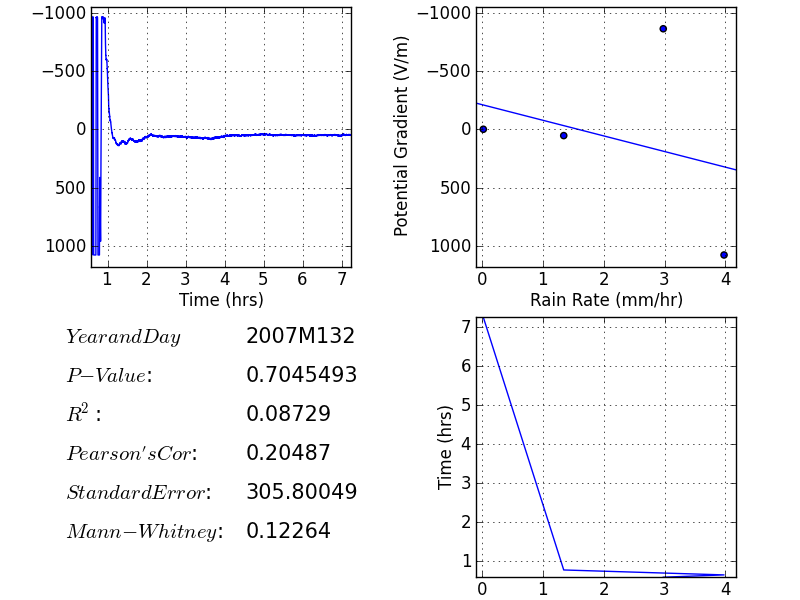 −1000
−500
0
500
1000
1 2 3 4 5 6 7
Time (hrs)
Potential Gradient (V/m)
−1000
−500
0
500
1000
0 1 2 3 4
Rain Rate (mm/hr)
YearandDay 2007M132
P−Value: 0.7045493
R² : 0.08729
Pearson'sCor: 0.20487
StandardError: 305.80049
Mann−Whitney: 0.12264
Time (hrs)
7
6
5
4
3
2
1
0 1 2 3 4